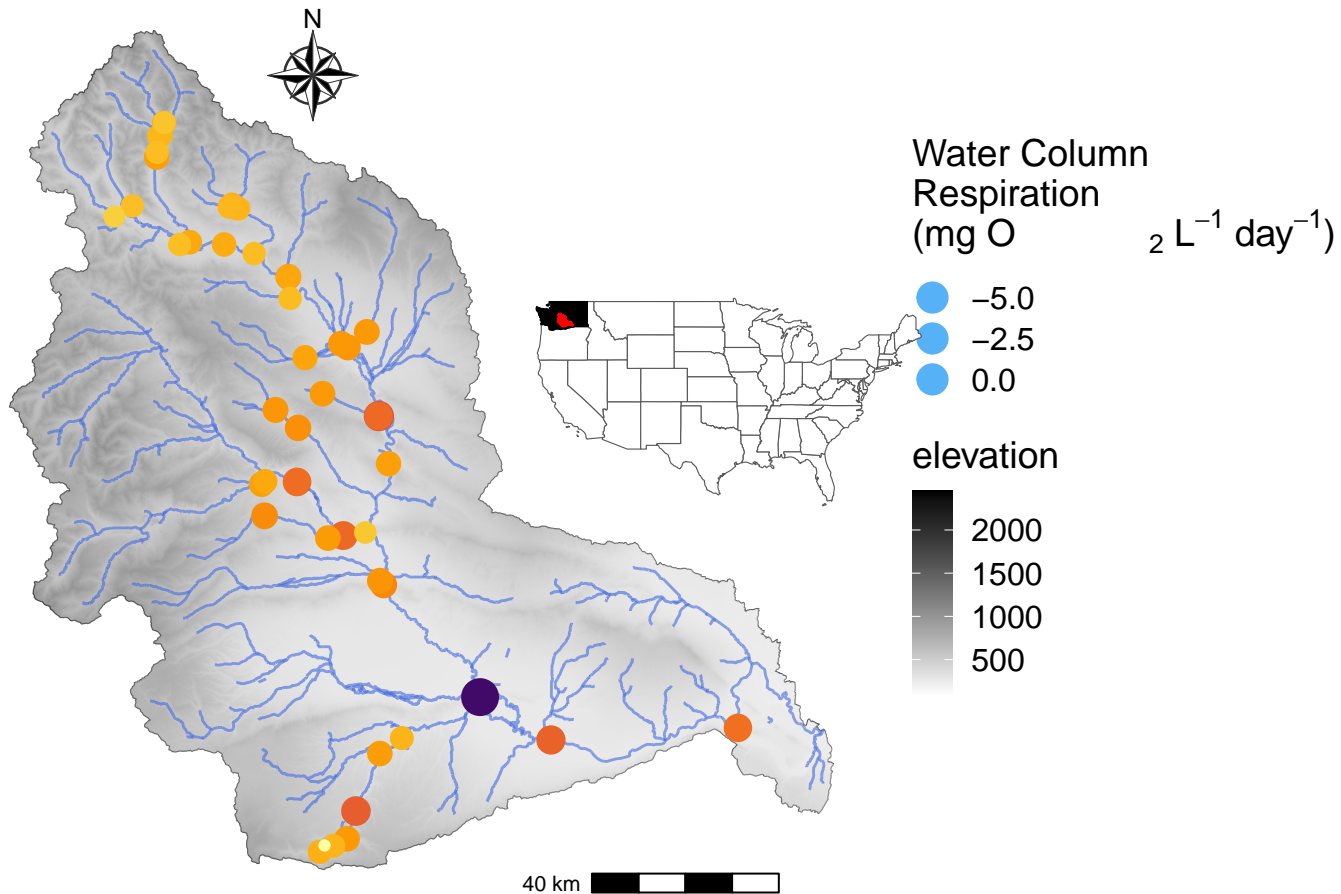 N
Water Column
Respiration
(mg O ₂ L⁻¹ day⁻¹)
−5.0
−2.5
0.0
elevation
2000
1500
1000
500
40 km